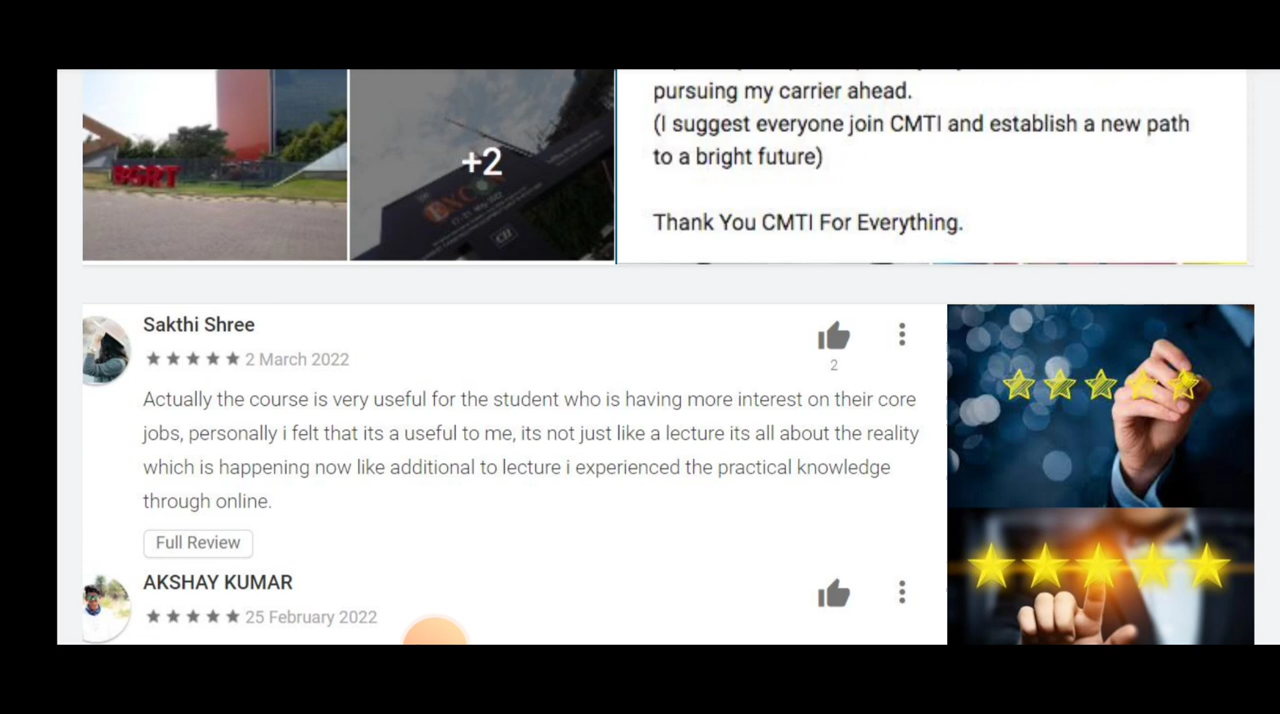 pursuing my carrier ahead.
(I suggest everyone join CMTI and establish a new path
to a bright future)
Thank You CMTI For Everything.
+2
Sakthi Shree
2 March 2022
2
Actually the course is very useful for the student who is having more interest on their core
jobs, personally i felt that its a useful to me, its not just like a lecture its all about the reality
which is happening now like additional to lecture i experienced the practical knowledge
through online.
Full Review
AKSHAY KUMAR
25 February 2022